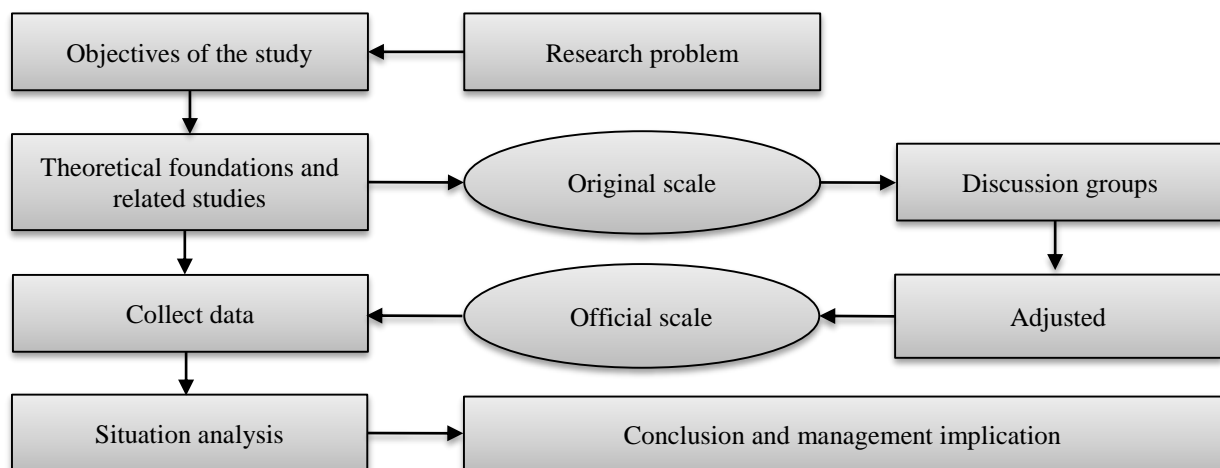 Objectives of the study
Research problem
Theoretical foundations and
related studies
Original scale
Discussion groups
Collect data
Official scale
Adjusted
Situation analysis
Conclusion and management implication